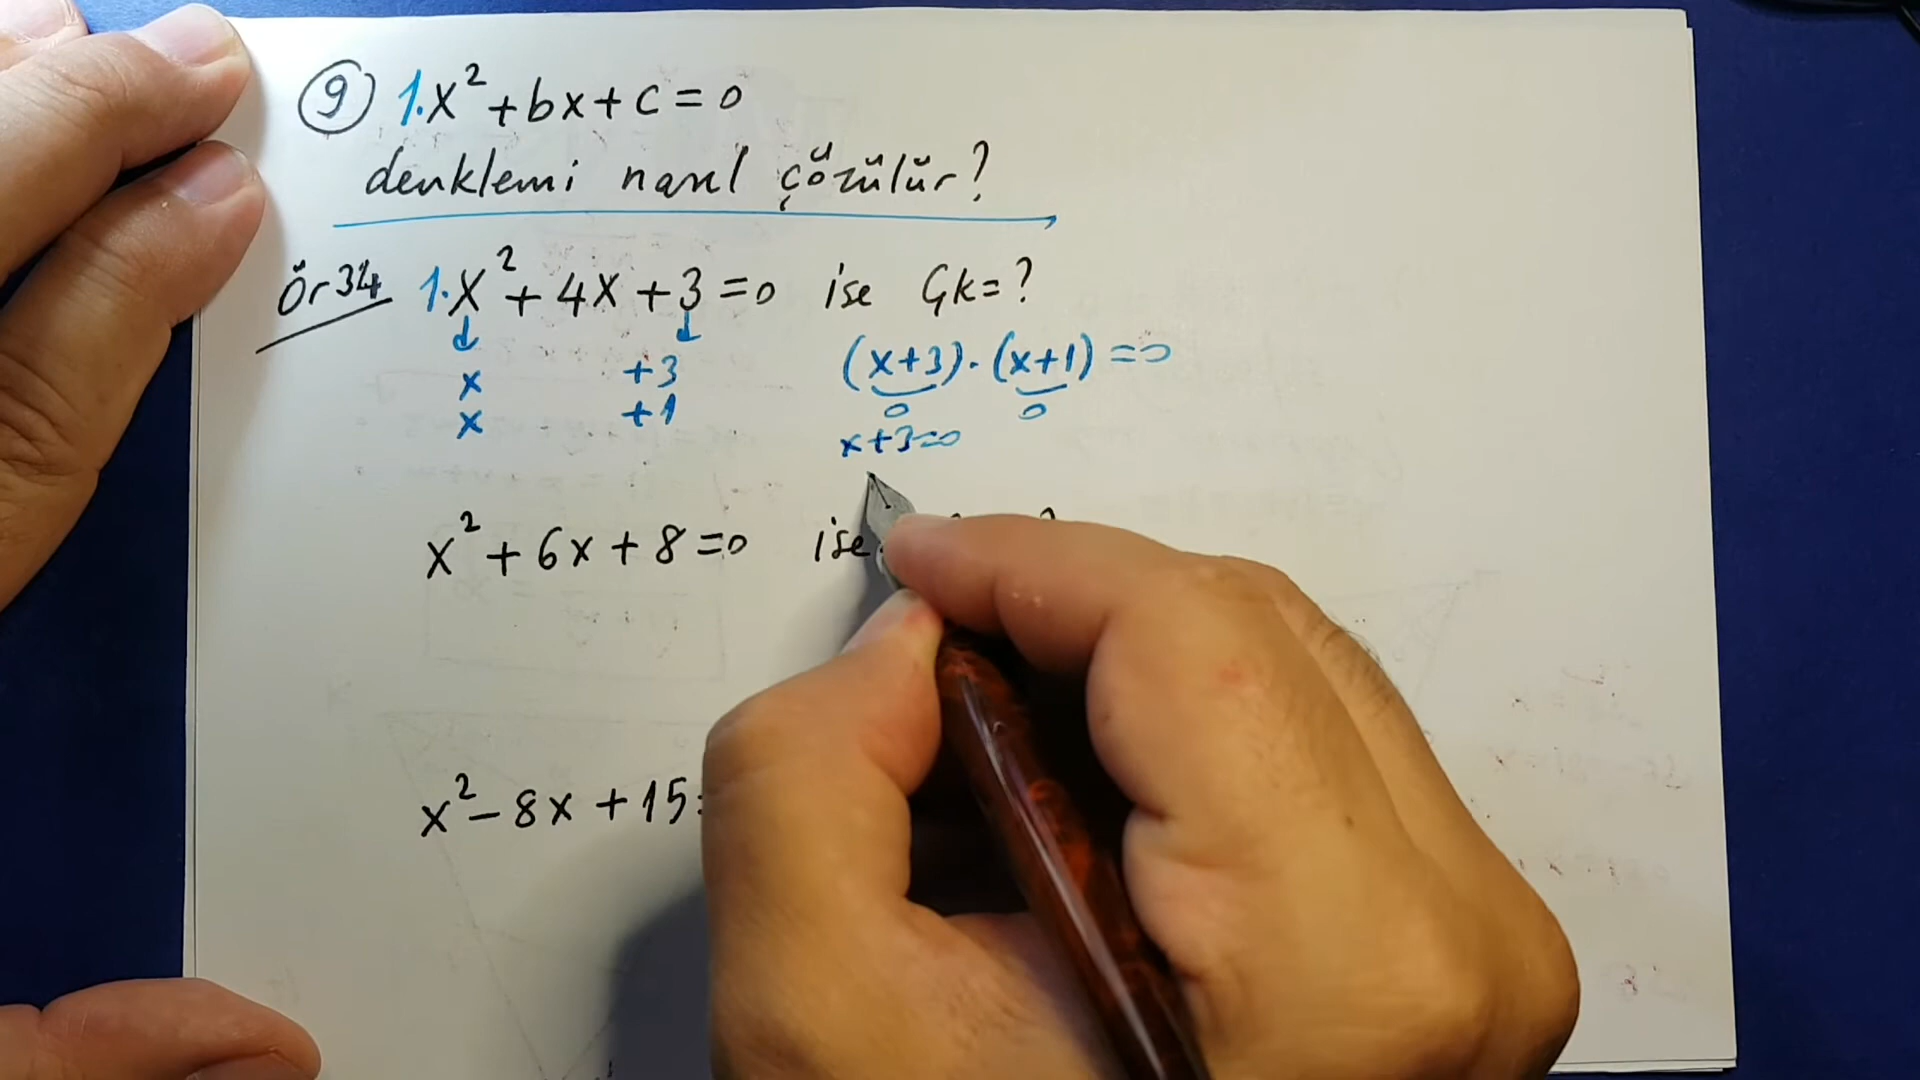 9 1.x² + bx + c = 0
denklemi nasıl çözülür?
Ör 34 1.x² + 4x + 3 = 0 ise Çk = ?
(x+3).(x+1) = 0
x +3
0 0
x +1
x+3=0
x² + 6x + 8 = 0 ise
x² - 8x + 15